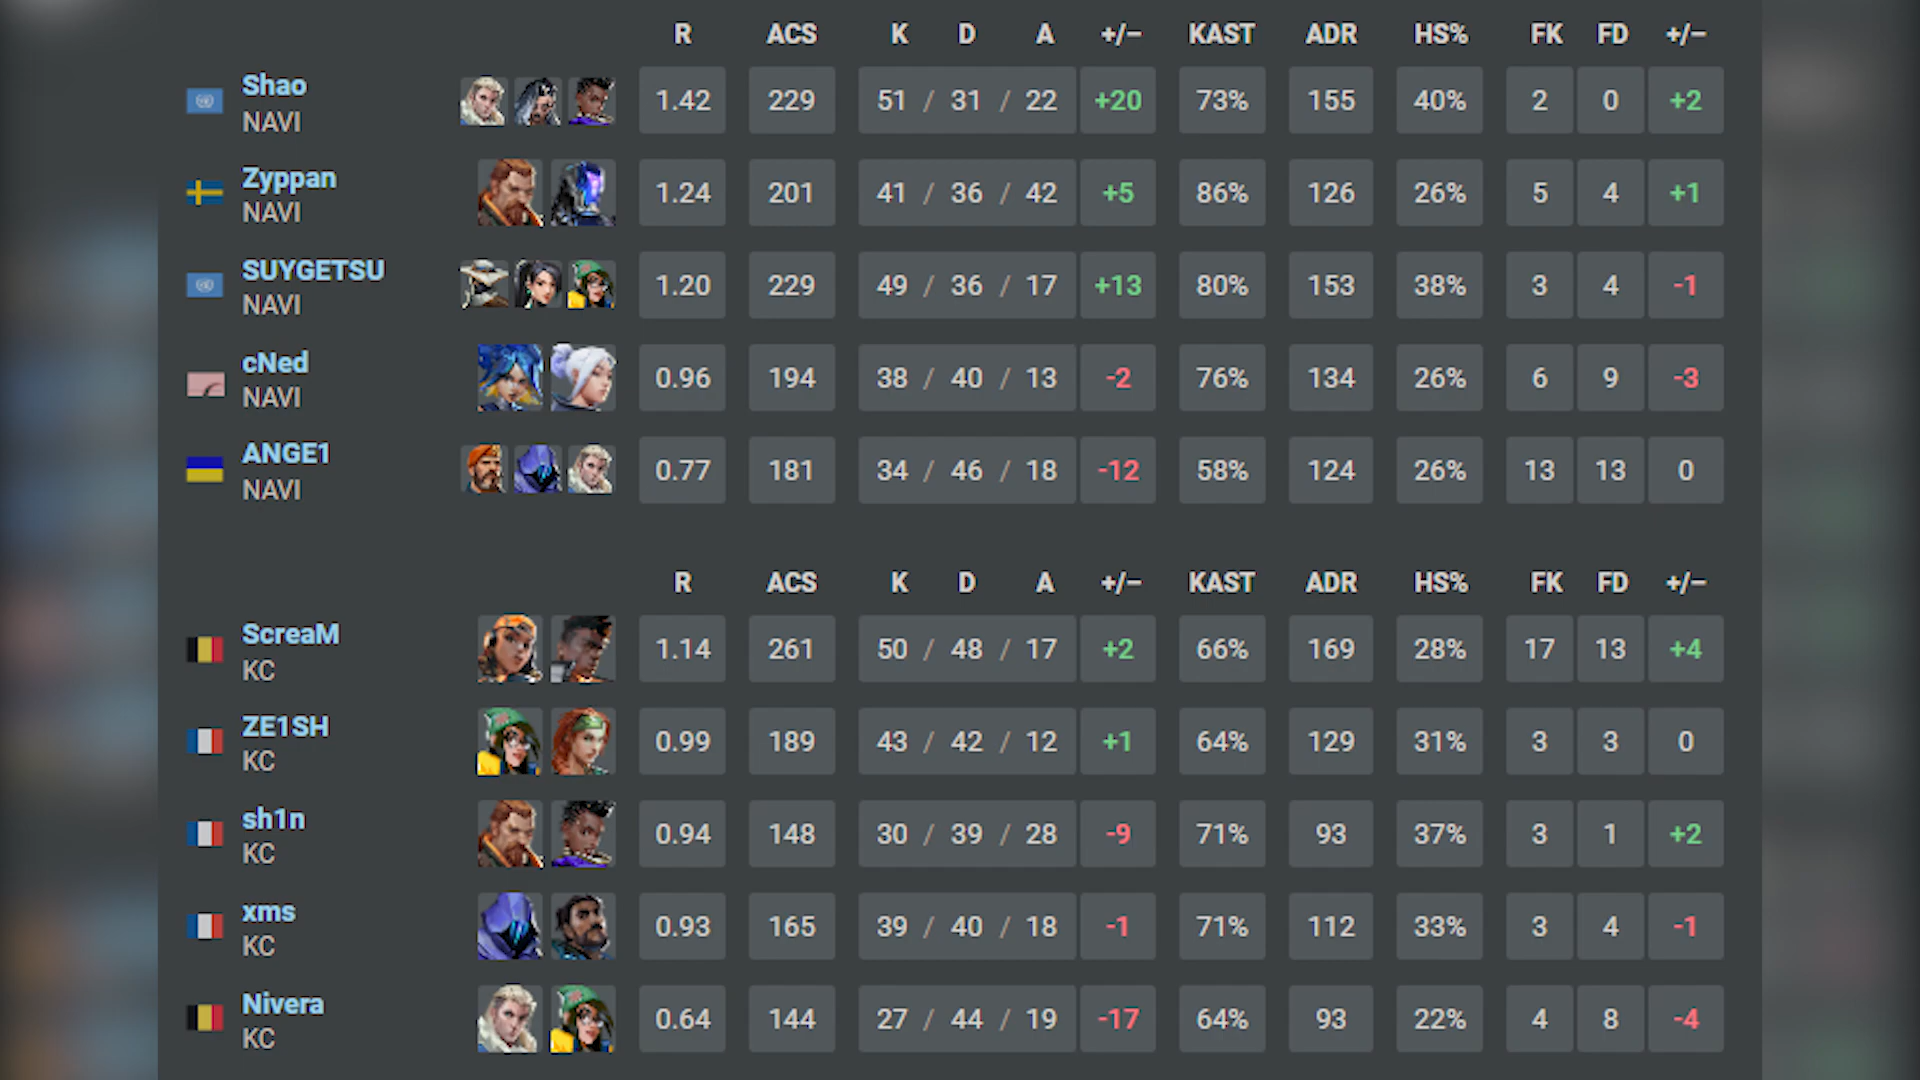 R ACS K D A +/– KAST ADR HS% FK FD +/–
Shao 1.42 229 51 / 31 / 22 +20 73% 155 40% 2 0 +2
NAVI
Zyppan 1.24 201 41 / 36 / 42 +5 86% 126 26% 5 4 +1
NAVI
SUYGETSU 1.20 229 49 / 36 / 17 +13 80% 153 38% 3 4 -1
NAVI
cNed 0.96 194 38 / 40 / 13 -2 76% 134 26% 6 9 -3
NAVI
ANGE1 0.77 181 34 / 46 / 18 -12 58% 124 26% 13 13 0
NAVI
R ACS K D A +/– KAST ADR HS% FK FD +/–
ScreaM 1.14 261 50 / 48 / 17 +2 66% 169 28% 17 13 +4
KC
ZE1SH 0.99 189 43 / 42 / 12 +1 64% 129 31% 3 3 0
KC
sh1n 0.94 148 30 / 39 / 28 -9 71% 93 37% 3 1 +2
KC
xms 0.93 165 39 / 40 / 18 -1 71% 112 33% 3 4 -1
KC
Nivera 0.64 144 27 / 44 / 19 -17 64% 93 22% 4 8 -4
KC